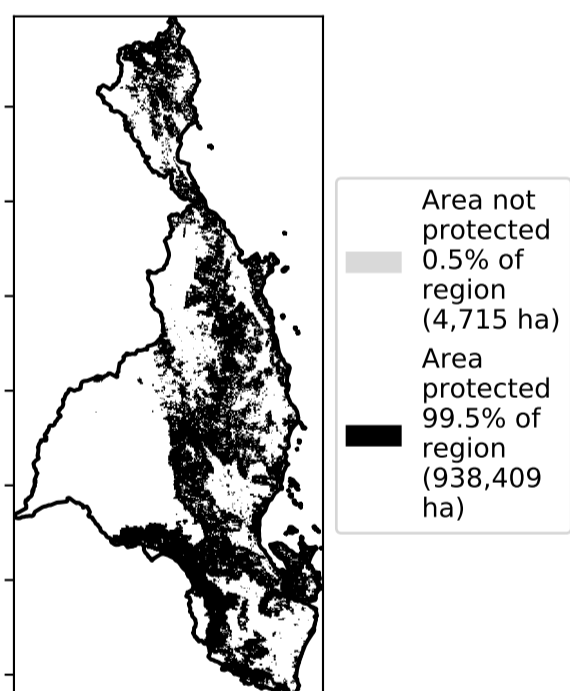 Area not
protected
0.5% of
region
(4,715 ha)
Area
protected
99.5% of
region
(938,409
ha)